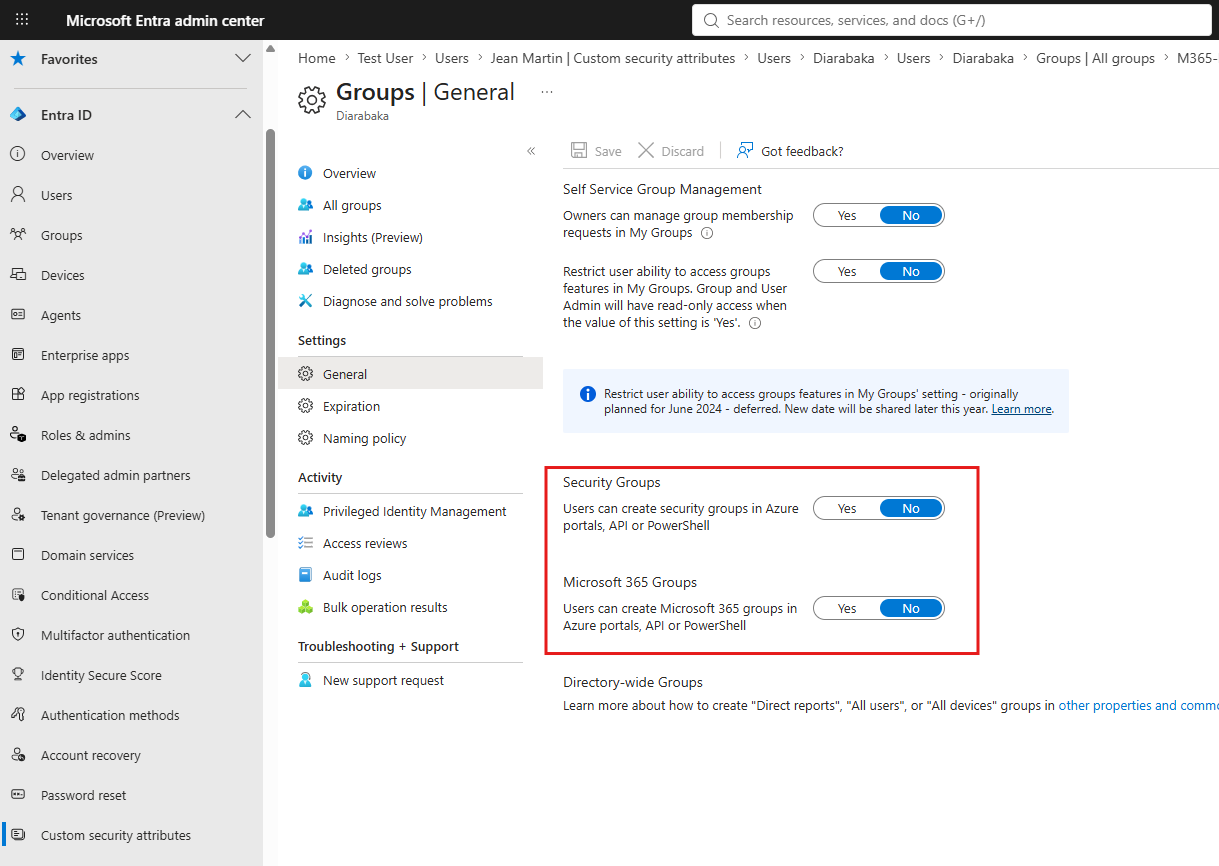 Microsoft Entra admin center
Search resources, services, and docs (G+/)
Favorites
Entra ID
Overview
Users
Groups
Devices
Agents
Enterprise apps
App registrations
Roles & admins
Delegated admin partners
Tenant governance (Preview)
Domain services
Conditional Access
Multifactor authentication
Identity Secure Score
Authentication methods
Account recovery
Password reset
Custom security attributes
Home > Test User > Users > Jean Martin | Custom security attributes > Users > Diarabaka > Users > Diarabaka > Groups | All groups > M365-
Groups | General ...
Diarabaka
«
Overview
All groups
Insights (Preview)
Deleted groups
Diagnose and solve problems
Settings
General
Expiration
Naming policy
Activity
Privileged Identity Management
Access reviews
Audit logs
Bulk operation results
Troubleshooting + Support
New support request
Save Discard Got feedback?
Self Service Group Management
Owners can manage group membership
requests in My Groups
Yes No
Restrict user ability to access groups
features in My Groups. Group and User
Admin will have read-only access when
the value of this setting is 'Yes'.
Yes No
Restrict user ability to access groups features in My Groups' setting - originally
planned for June 2024 - deferred. New date will be shared later this year. Learn more.
Security Groups
Users can create security groups in Azure
portals, API or PowerShell
Yes No
Microsoft 365 Groups
Users can create Microsoft 365 groups in
Azure portals, API or PowerShell
Yes No
Directory-wide Groups
Learn more about how to create "Direct reports", "All users", or "All devices" groups in other properties and commo